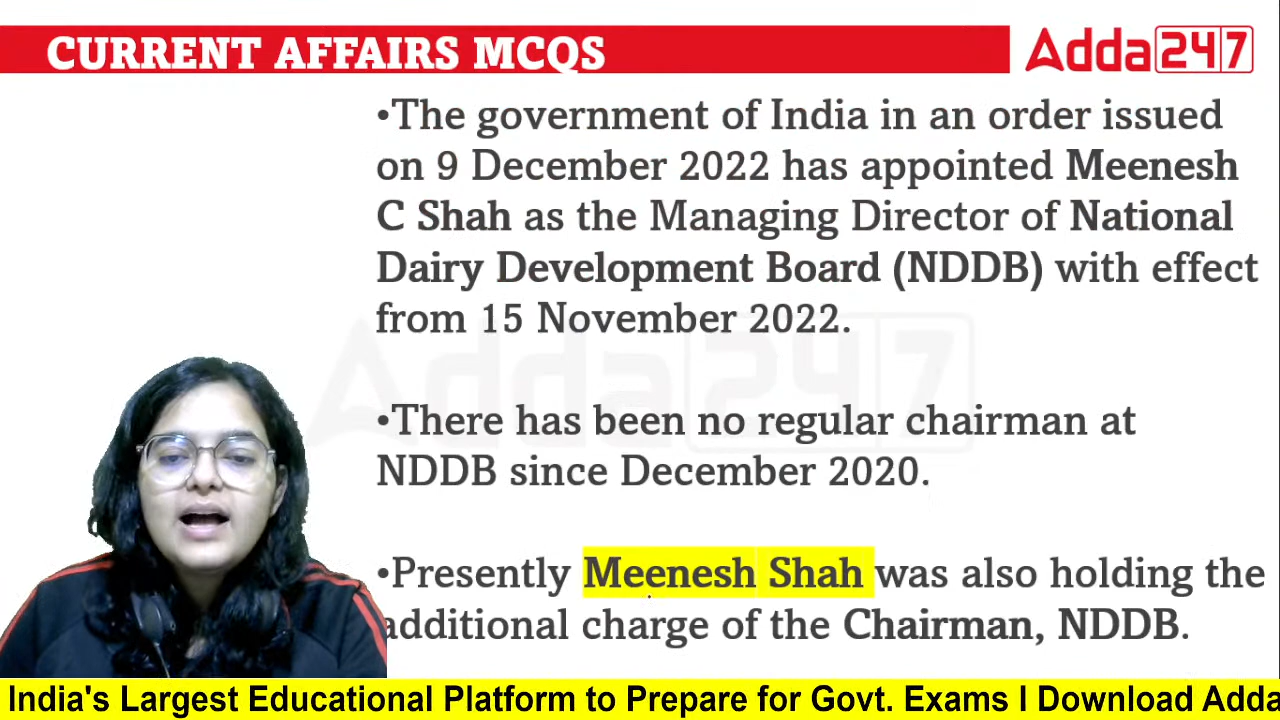 CURRENT AFFAIRS MCQS
Adda247
•The government of India in an order issued
on 9 December 2022 has appointed Meenesh
C Shah as the Managing Director of National
Dairy Development Board (NDDB) with effect
from 15 November 2022.
Adda247
•There has been no regular chairman at
NDDB since December 2020.
•Presently Meenesh Shah was also holding the
additional charge of the Chairman, NDDB.
India's Largest Educational Platform to Prepare for Govt. Exams I Download Adda